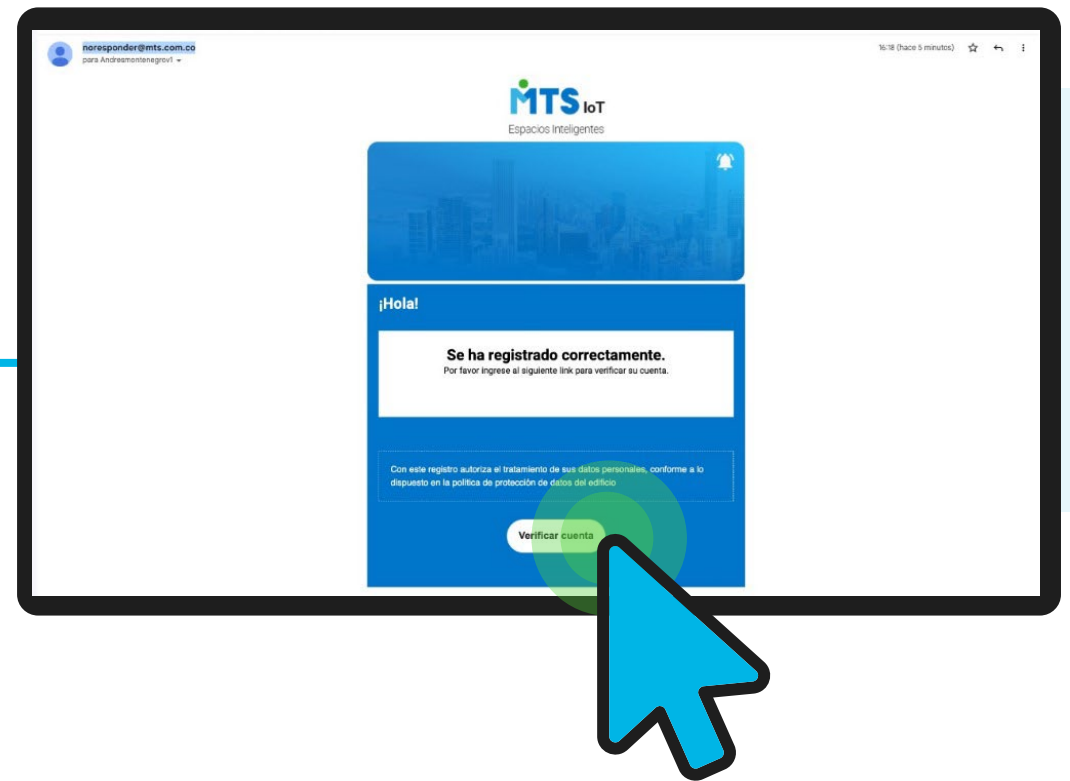 noresponder@mts.com.co
para Andresmontenegrov1
16:18 (hace 5 minutos)
MTS IoT
Espacios Inteligentes
¡Hola!
Se ha registrado correctamente.
Por favor ingrese al siguiente link para verificar su cuenta.
Con este registro autoriza el tratamiento de sus datos personales, conforme a lo
dispuesto en la política de protección de datos del edificio
Verificar cuenta